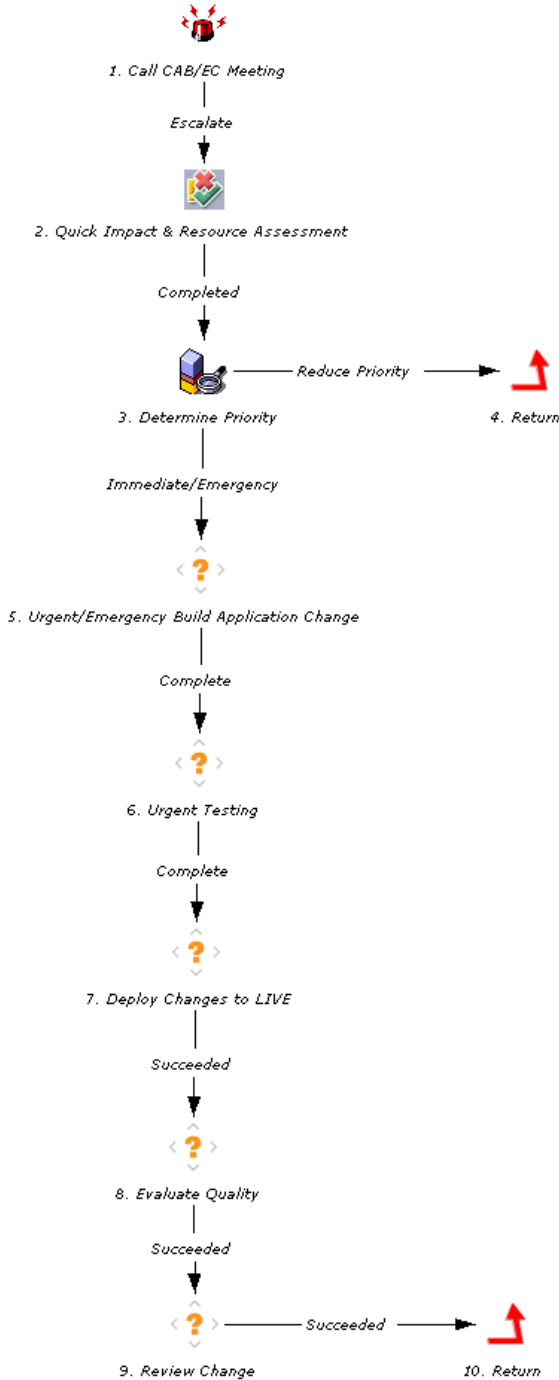 1. Call CAB/EC Meeting
Escalate
2. Quick Impact & Resource Assessment
Completed
Reduce Priority
3. Determine Priority
4. Return
Immediate/Emergency
5. Urgent/Emergency Build Application Change
Complete
6. Urgent Testing
Complete
7. Deploy Changes to LIVE
Succeeded
8. Evaluate Quality
Succeeded
Succeeded
9. Review Change
10. Return